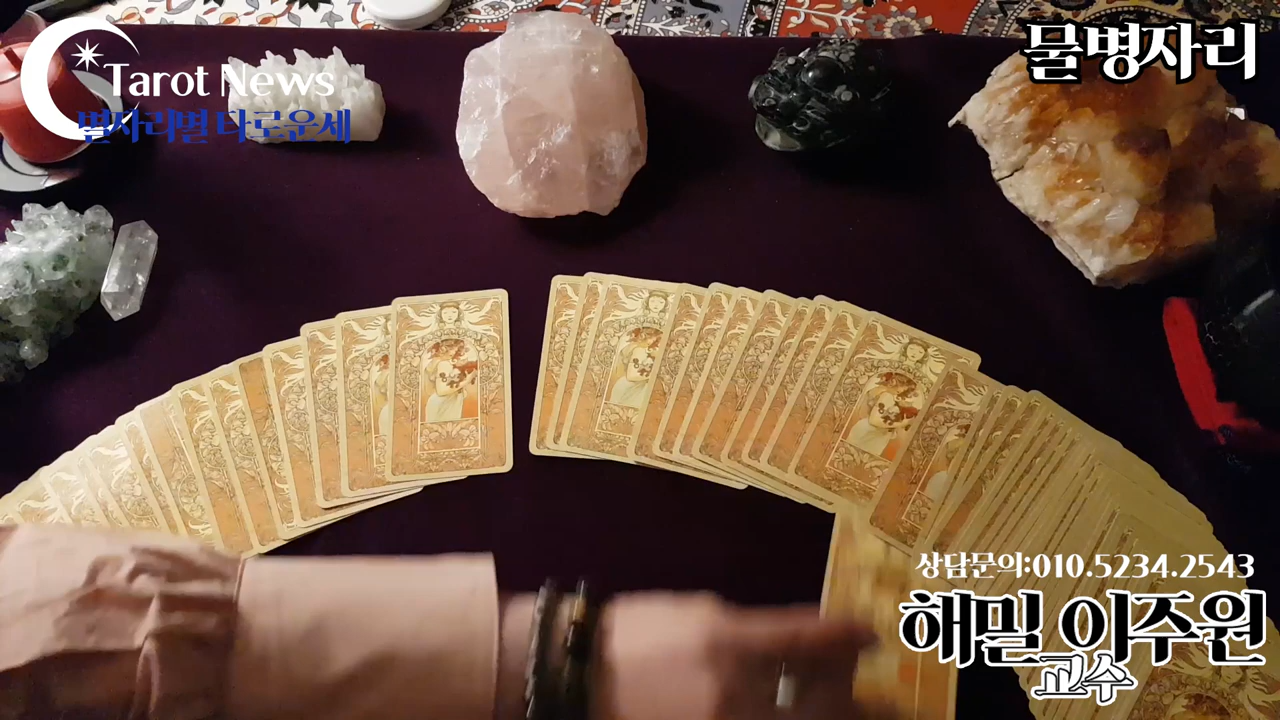 Tarot News
별자리별 타로운세
물병자리
상담문의:010.5234.2543
해밀 이주원
교수